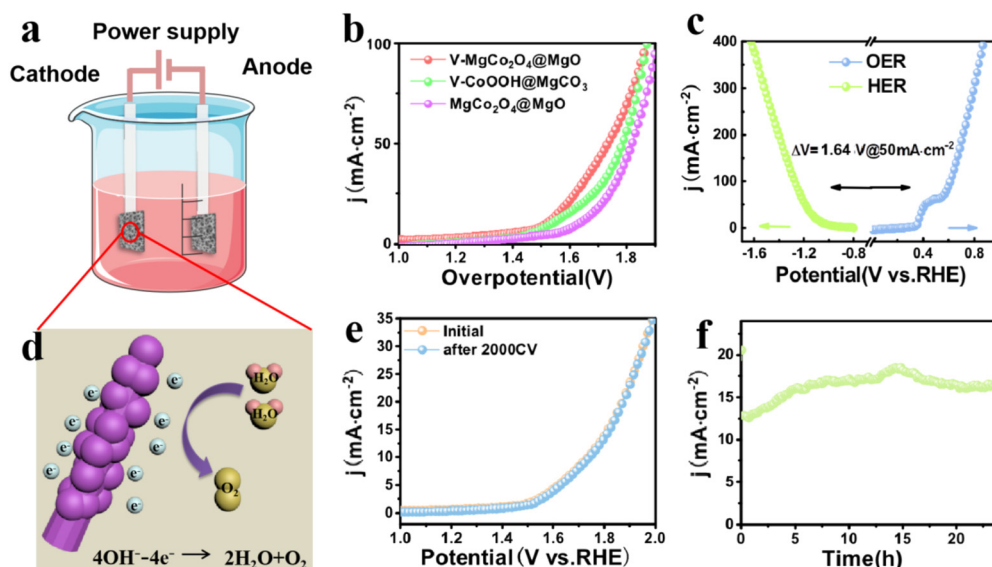 a
Power supply
Cathode
Anode
b
j (mA·cm⁻²)
100
50
0
V-MgCo₂O₄@MgO
V-CoOOH@MgCO₃
MgCo₂O₄@MgO
1.0 1.2 1.4 1.6 1.8
Overpotential(V)
c
j (mA·cm⁻²)
400
300
200
100
0
OER
HER
ΔV=1.64 V@50mA·cm⁻²
-1.6 -1.2 -0.8 0.4 0.8
Potential(V vs.RHE)
d
e⁻
e⁻
e⁻
e⁻
e⁻
e⁻
e⁻
e⁻
e⁻
H₂O
H₂O
O₂
4OH⁻-4e⁻ → 2H₂O+O₂
e
j (mA·cm⁻²)
35
30
25
20
15
10
5
0
Initial
after 2000CV
1.0 1.2 1.4 1.6 1.8 2.0
Potential(V vs.RHE)
f
j (mA·cm⁻²)
25
20
15
10
5
0
0 5 10 15 20
Time(h)